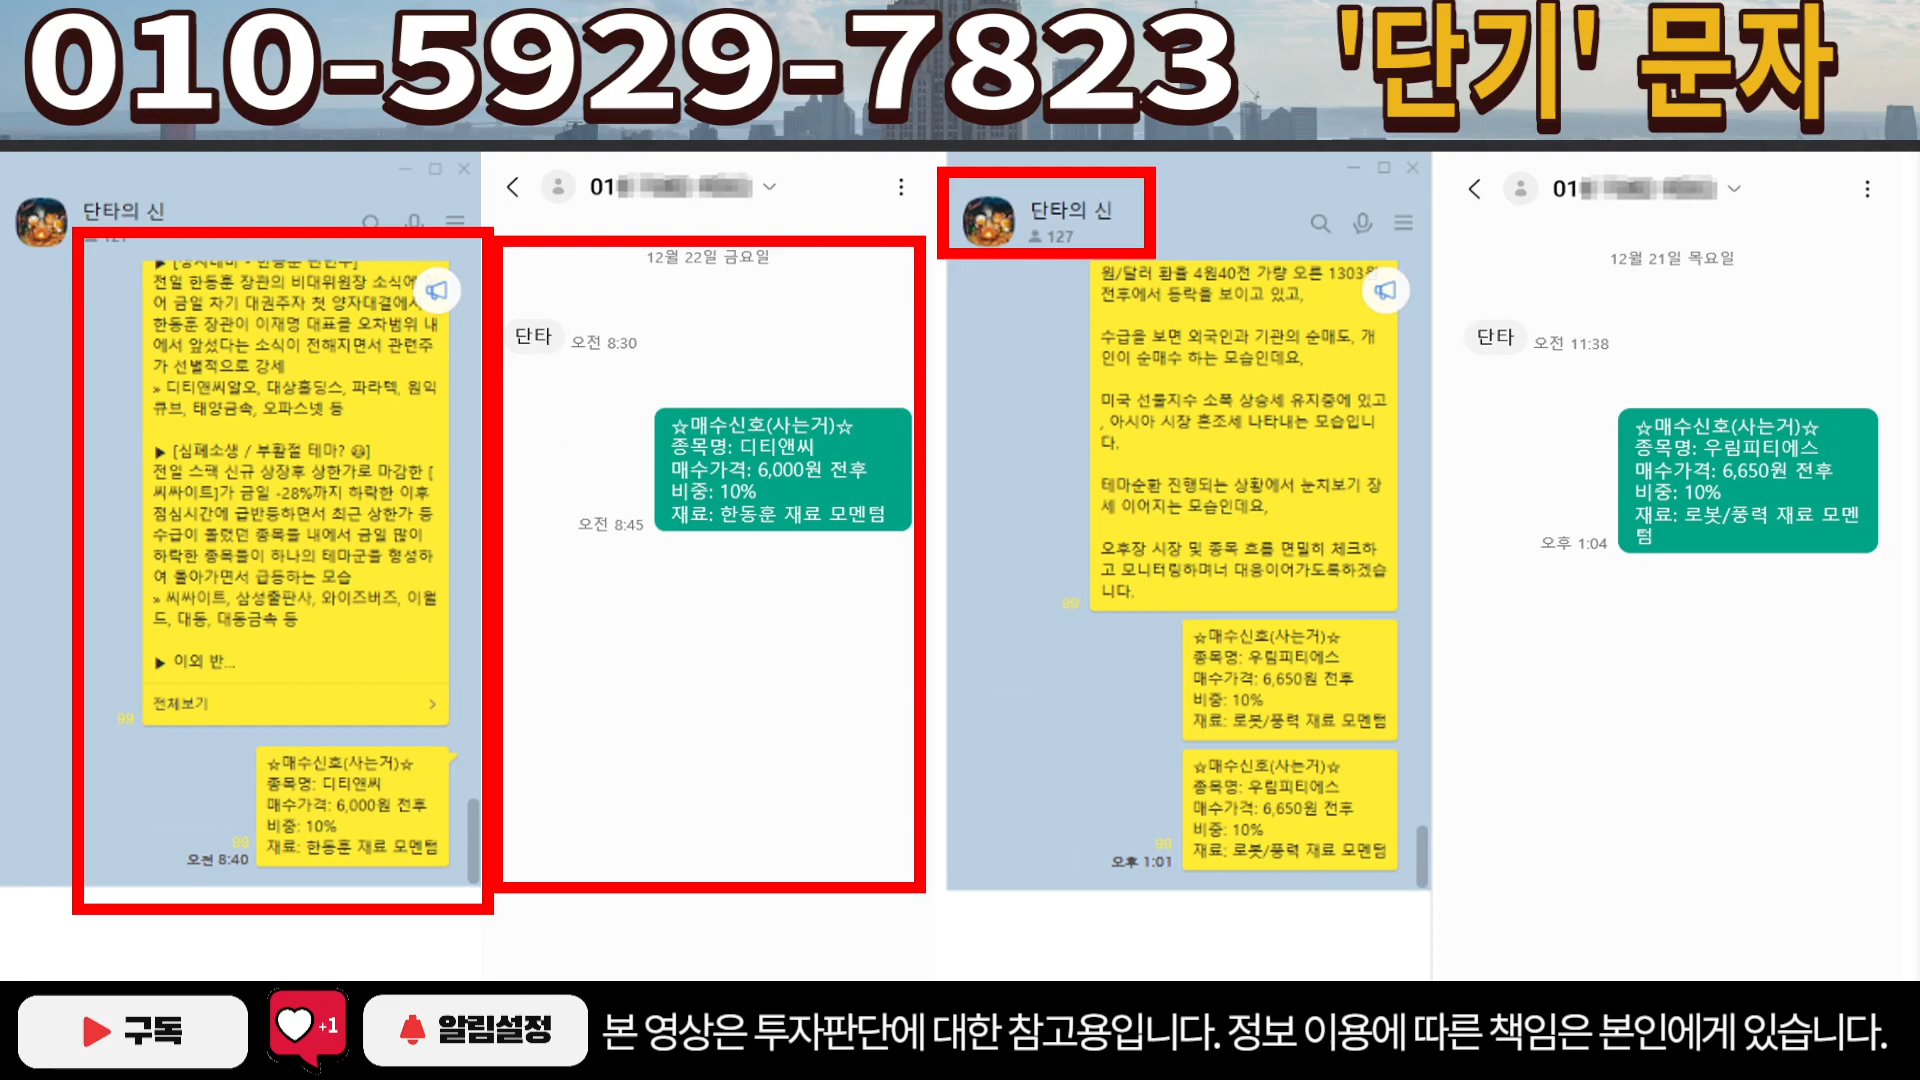 010-5929-7823 '단기' 문자
단타의 신
전일 한동훈 장관의 비대위원장 소식에
어 금일 차기 대권주자 첫 양자대결에서
한동훈 장관이 이재명 대표를 오차범위 내
에서 앞섰다는 소식이 전해지면서 관련주
가 선별적으로 강세
» 디티앤씨알오, 대상홀딩스, 파라텍, 원익
큐브, 태양금속, 오파스넷 등
▶ [심폐소생 / 부활절 테마? ]
전일 스팩 신규 상장후 상한가로 마감한 [
씨싸이트]가 금일 -28%까지 하락한 이후
점심시간에 급반등하면서 최근 상한가 등
수급이 몰렸던 종목들 내에서 금일 많이
하락한 종목들이 하나의 테마군을 형성하
여 돌아가면서 급등하는 모습
» 씨싸이트, 삼성출판사, 와이즈버즈, 이월
드, 대동, 대동금속 등
▶ 이외 반...
전체보기
99
☆매수신호(사는거)☆
종목명: 디티앤씨
매수가격: 6,000원 전후
비중: 10%
재료: 한동훈 재료 모멘텀
99
오전 8:40
01
12월 22일 금요일
단타 오전 8:30
☆매수신호(사는거)☆
종목명: 디티앤씨
매수가격: 6,000원 전후
비중: 10%
재료: 한동훈 재료 모멘텀
오전 8:45
단타의 신
127
원/달러 환율 4원40전 가량 오른 1303원
전후에서 등락을 보이고 있고,
수급을 보면 외국인과 기관의 순매도, 개
인이 순매수 하는 모습인데요,
미국 선물지수 소폭 상승세 유지중에 있고
, 아시아 시장 혼조세 나타내는 모습입니
다.
테마순환 진행되는 상황에서 눈치보기 장
세 이어지는 모습인데요,
오후장 시장 및 종목 흐름 면밀히 체크하
고 모니터링하며너 대응이어가도록하겠습
니다.
99
☆매수신호(사는거)☆
종목명: 우림피티에스
매수가격: 6,650원 전후
비중: 10%
재료: 로봇/풍력 재료 모멘텀
☆매수신호(사는거)☆
종목명: 우림피티에스
매수가격: 6,650원 전후
비중: 10%
재료: 로봇/풍력 재료 모멘텀
99
오후 1:01
01
12월 21일 목요일
단타 오전 11:38
☆매수신호(사는거)☆
종목명: 우림피티에스
매수가격: 6,650원 전후
비중: 10%
재료: 로봇/풍력 재료 모멘
텀
오후 1:04
구독 +1 알림설정 본 영상은 투자판단에 대한 참고용입니다. 정보 이용에 따른 책임은 본인에게 있습니다.